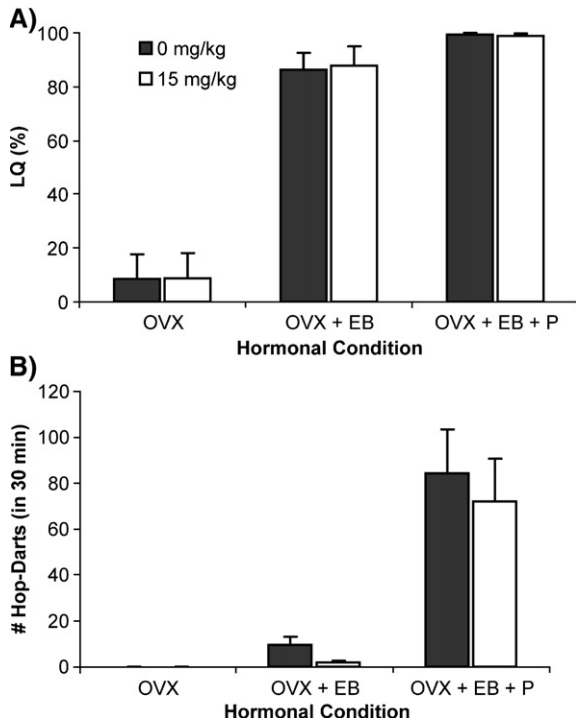 A)
100
80
60
40
20
0
LQ (%)
0 mg/kg
15 mg/kg
OVX OVX + EB OVX + EB + P
Hormonal Condition
B)
120
100
80
60
40
20
0
# Hop-Darts (in 30 min)
OVX OVX + EB OVX + EB + P
Hormonal Condition